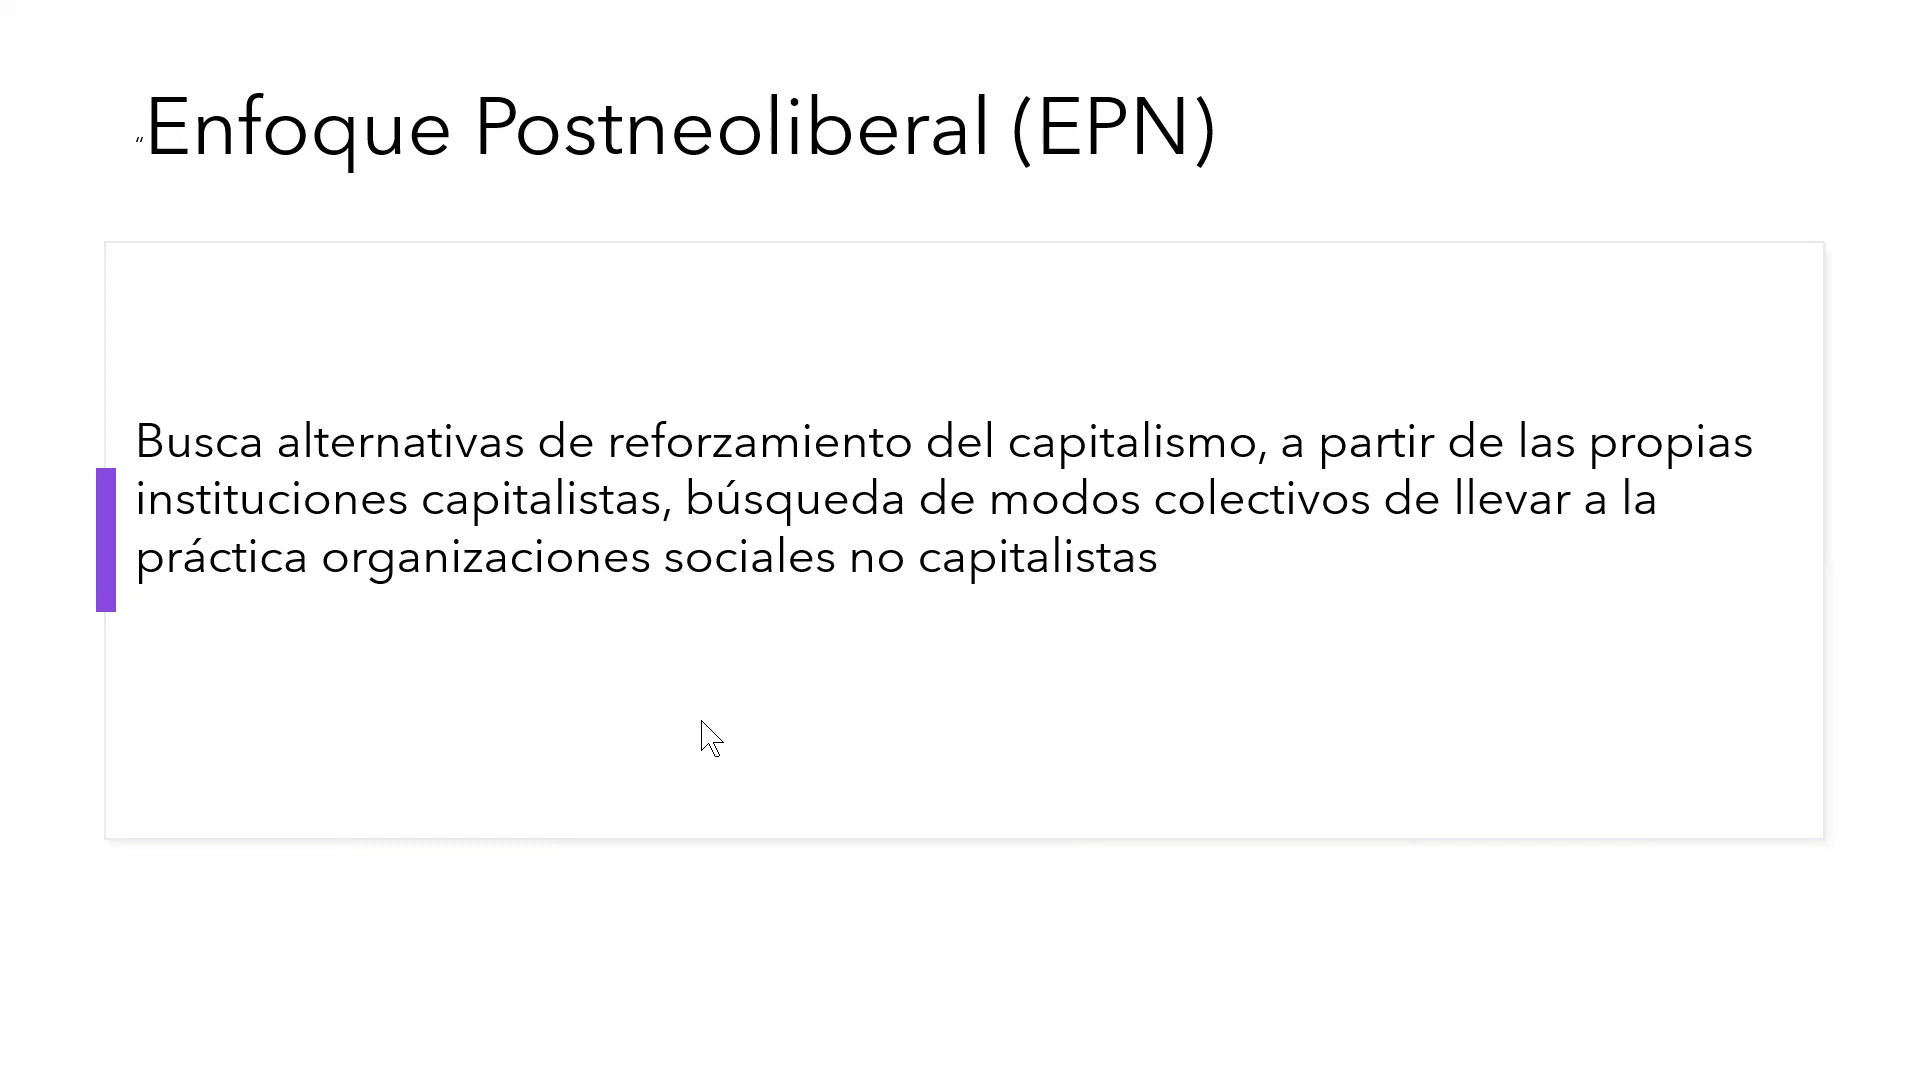 “Enfoque Postneoliberal (EPN)
Busca alternativas de reforzamiento del capitalismo, a partir de las propias
instituciones capitalistas, búsqueda de modos colectivos de llevar a la
práctica organizaciones sociales no capitalistas